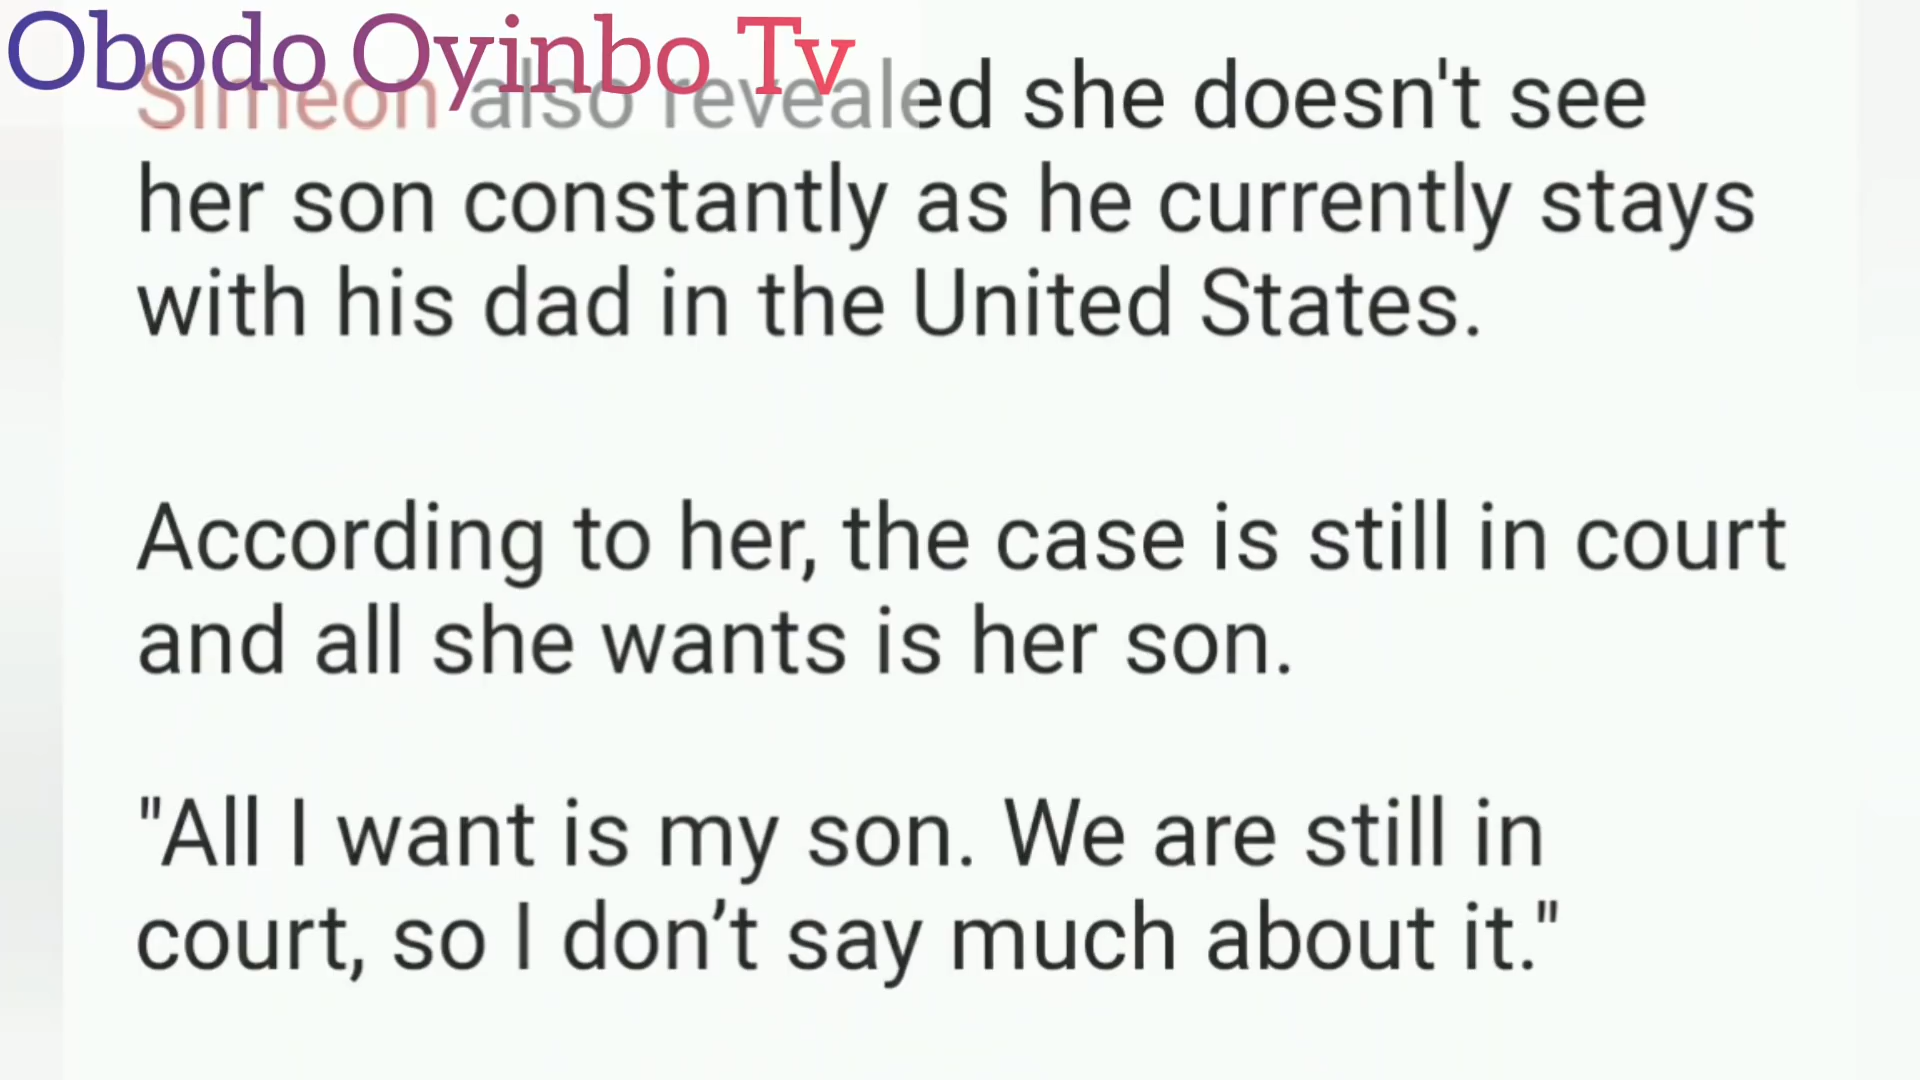 Obodo Oyinbo Tv
Simeon also revealed she doesn't see
her son constantly as he currently stays
with his dad in the United States.
According to her, the case is still in court
and all she wants is her son.
"All I want is my son. We are still in
court, so I don’t say much about it."